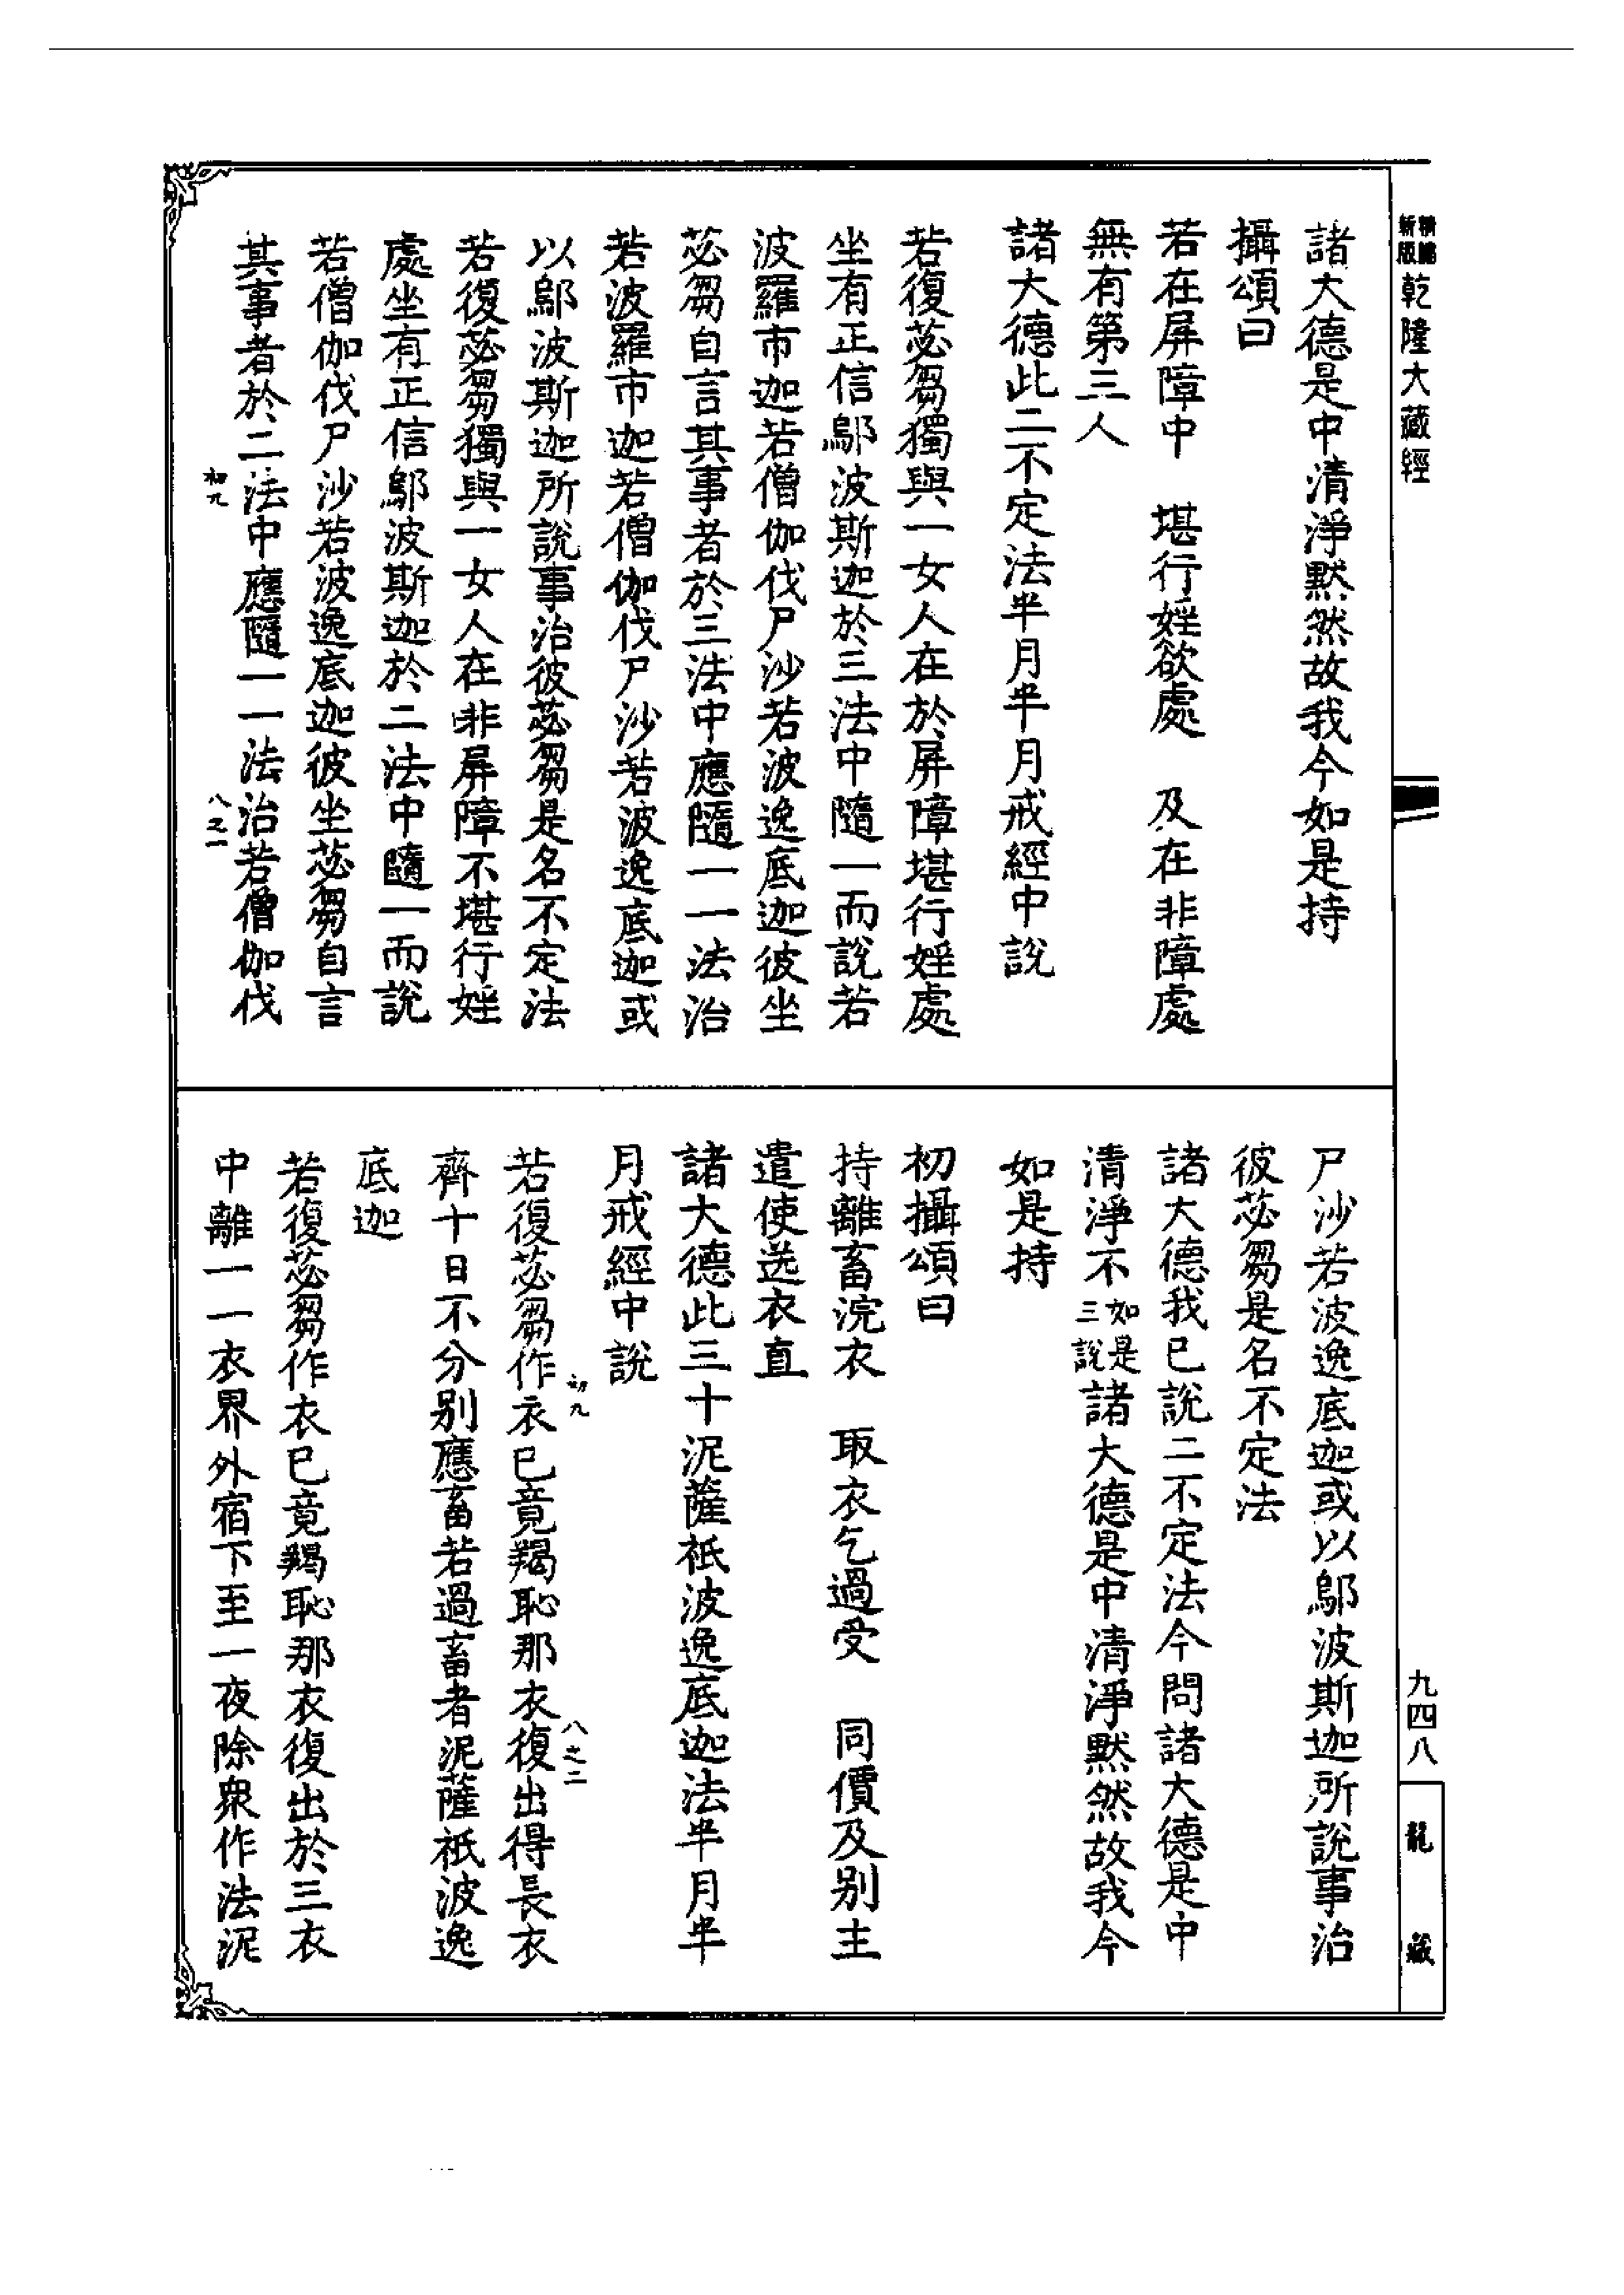 新版精縮乾隆大藏經
諸大德是中清淨默然故我今如是持
攝頌曰
若在屏障中　堪行婬欲處　及在非障處
無有第三人
諸大德此二不定法半月半月戒經中說
若復苾芻獨與一女人在於屏障堪行婬處
坐有正信鄔波斯迦於三法中隨一而說若
波羅市迦若僧伽伐尸沙若波逸底迦彼坐
苾芻自言其事者於三法中應隨一一法治
若波羅市迦若僧伽伐尸沙若波逸底迦或
以鄔波斯迦所說事治彼苾芻是名不定法
若復苾芻獨與一女人在非屏障不堪行婬
處坐有正信鄔波斯迦於二法中隨一而說
若僧伽伐尸沙若波逸底迦彼坐苾芻自言
其事者於二法中應隨一一法治若僧伽伐
初九
八之一
九四八
龍藏
尸沙若波逸底迦或以鄔波斯迦所說事治
彼苾芻是名不定法
諸大德我已說二不定法今問諸大德是中
清淨不如是三說諸大德是中清淨默然故我今
如是持
初攝頌曰
持離畜浣衣　取衣乞過受　同價及别主
遣使送衣直
諸大德此三十泥薩祇波逸底迦法半月半
月戒經中說
初九
八之二
若復苾芻作衣已竟羯恥那衣復出得長衣
齊十日不分别應畜若過畜者泥薩祇波逸
底迦
若復苾芻作衣已竟羯恥那衣復出於三衣
中離一一衣界外宿下至一夜除衆作法泥